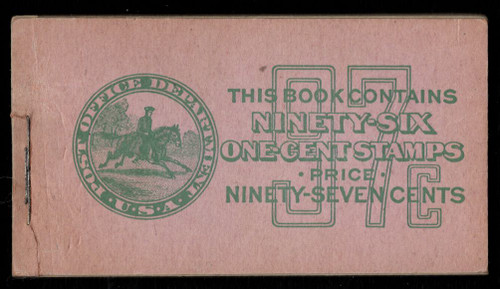 POST OFFICE DEPARTMENT
U.S.A.
97c
THIS BOOK CONTAINS
NINETY-SIX
ONE-CENT STAMPS
· PRICE ·
NINETY-SEVEN CENTS